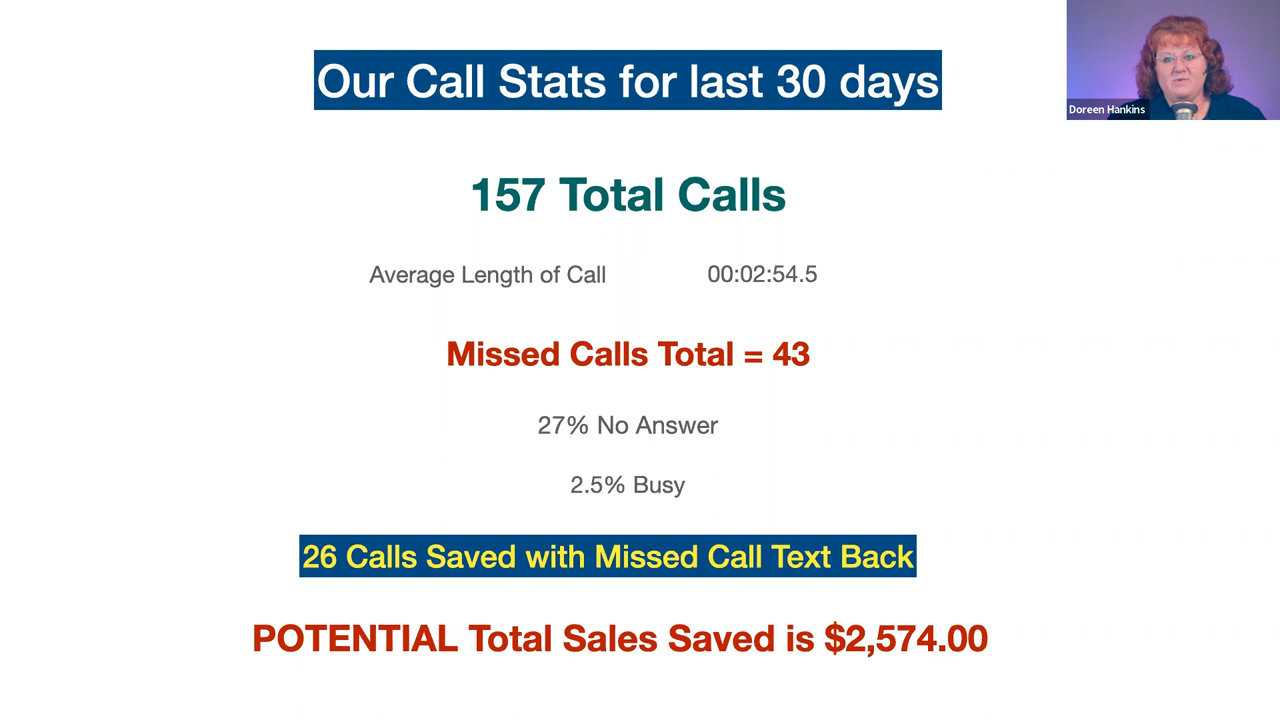 Our Call Stats for last 30 days
Doreen Hankins
157 Total Calls
Average Length of Call 00:02:54.5
Missed Calls Total = 43
27% No Answer
2.5% Busy
26 Calls Saved with Missed Call Text Back
POTENTIAL Total Sales Saved is $2,574.00